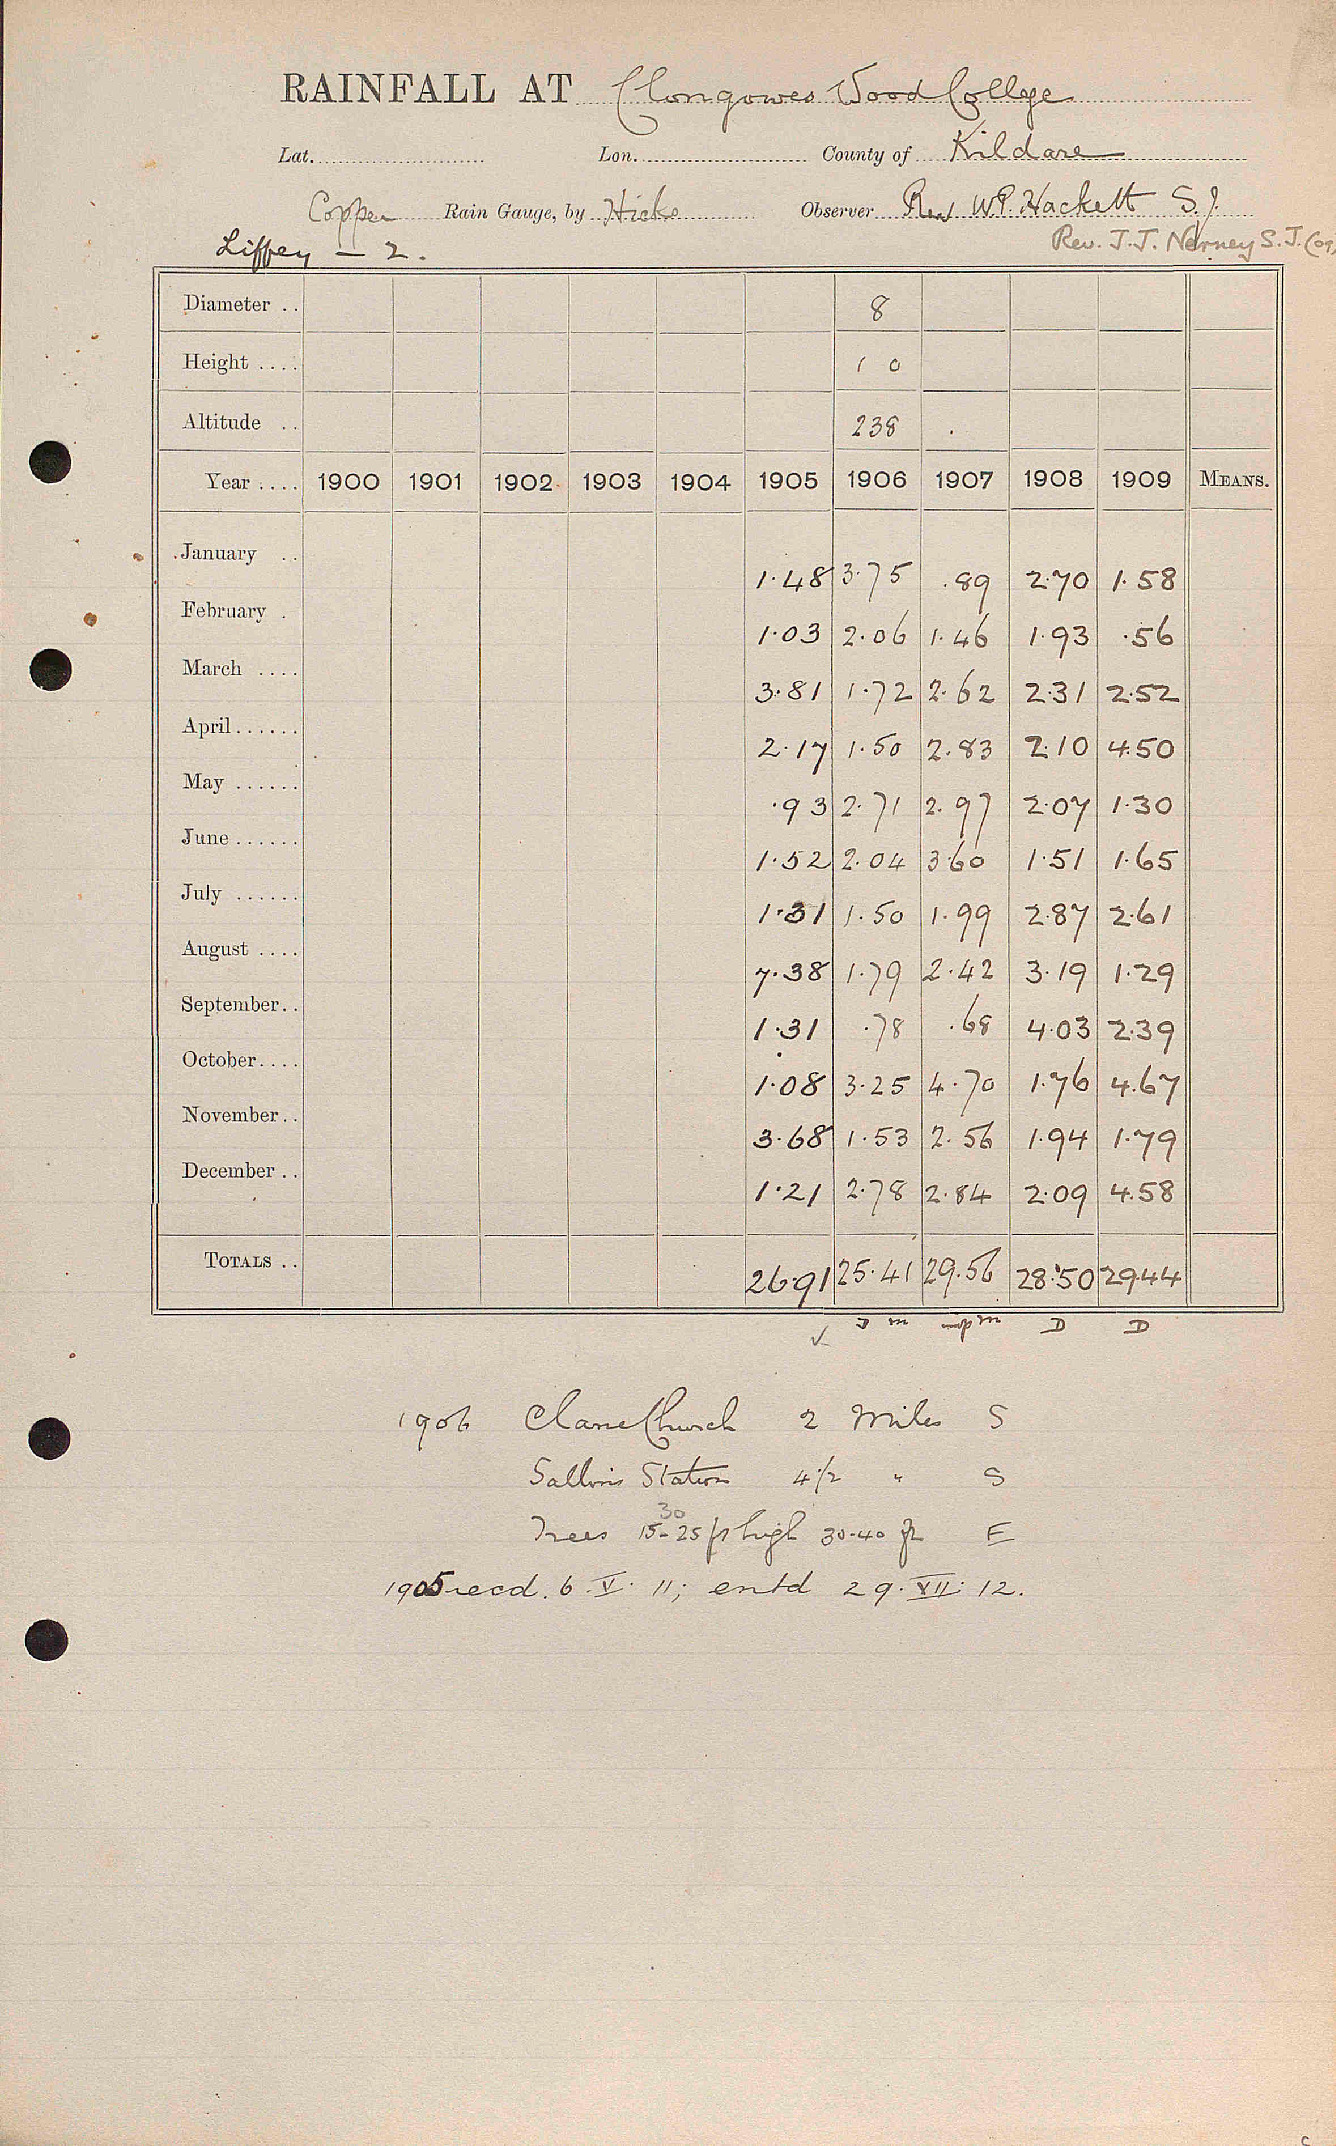 RAINFALL AT Clongowes Wood College
Lat. Lon. County of Kildare
Copper Rain Gauge, by Hicks Observer Rev WP Hackett S.J.
Liffey — 2. Rev. J.J. Nerney S.J. (09)
Diameter .. 8
Height .... 1 0
Altitude .. 238 .
Year .... 1900 1901 1902 1903 1904 1905 1906 1907 1908 1909 MEANS.
January .. 1.48 3.75 .89 2.70 1.58
February . 1.03 2.06 1.46 1.93 .56
March .... 3.81 1.72 2.62 2.31 2.52
April...... 2.17 1.50 2.83 2.10 4.50
May ...... .93 2.71 2.97 2.07 1.30
June ...... 1.52 2.04 3.60 1.51 1.65
July ...... 1.31 1.50 1.99 2.87 2.61
August .... 7.38 1.79 2.42 3.19 1.29
September.. 1.31 .78 .68 4.03 2.39
October.... 1.08 3.25 4.70 1.76 4.67
November.. 3.68 1.53 2.56 1.94 1.79
December .. 1.21 2.78 2.84 2.09 4.58
TOTALS .. 26.91 25.41 29.56 28.50 29.44
✓ D m m D D
1906 Clane Church 2 Miles S
Sallins Station 4 1/2 " S
30
Trees 15-25 ft high 30-40 ft E
1905 recd. 6.V.11; entd 29.XII.12.